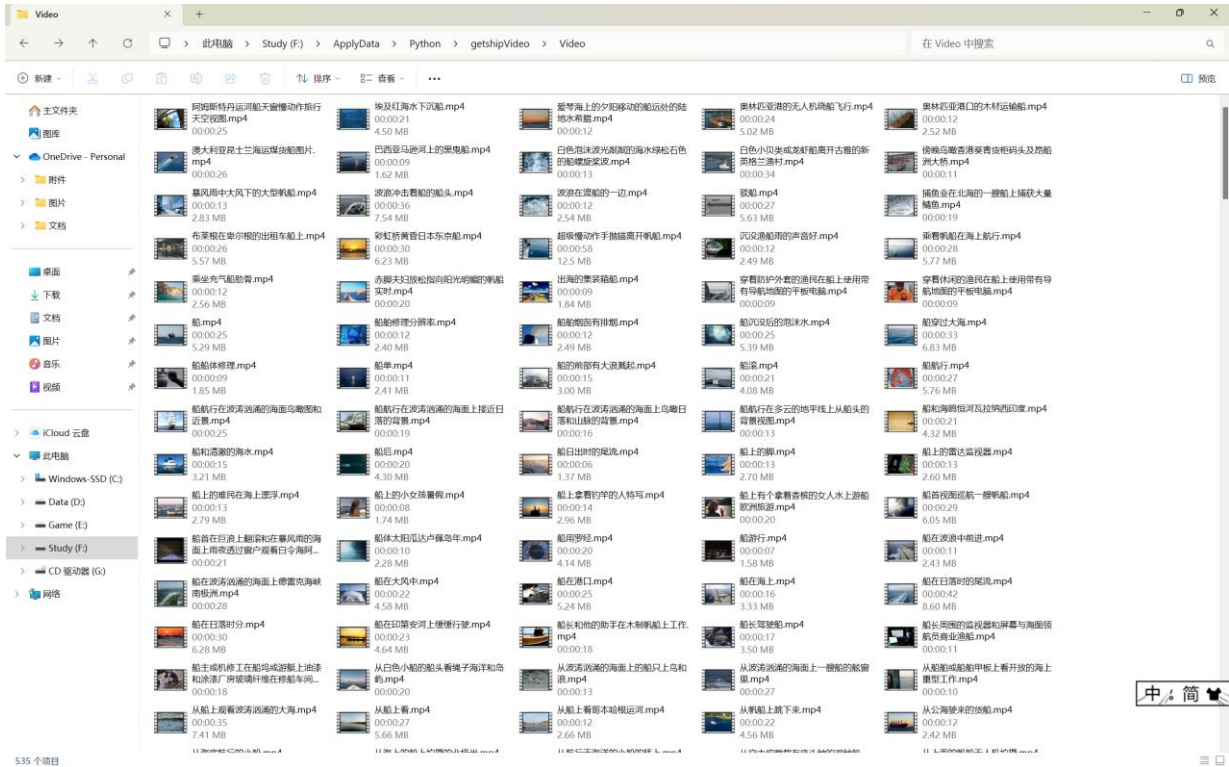 Video
此电脑 > Study (F:) > ApplyData > Python > getshipVideo > Video
在 Video 中搜索
新建
排序
查看
预览
主文件夹
图库
OneDrive - Personal
附件
图片
文档
桌面
下载
文档
图片
音乐
视频
iCloud 云盘
此电脑
Windows-SSD (C:)
Data (D:)
Game (E:)
Study (F:)
CD 驱动器 (G:)
网络
阿姆斯特丹运河船天窗慢动作旅行
天空视图.mp4
00:00:25
埃及红海水下沉船.mp4
00:00:21
4.50 MB
爱琴海上的夕阳移动的船远处的陆
地水希腊.mp4
00:00:12
奥林匹亚港的无人机绕船飞行.mp4
00:00:24
5.02 MB
奥林匹亚港口的木材运输船.mp4
00:00:12
2.52 MB
澳大利亚昆士兰海运煤货船图片.
mp4
00:00:26
巴西亚马逊河上的黑鬼船.mp4
00:00:09
1.62 MB
白色泡沫波光粼粼的海水绿松石色
的船螺旋桨波.mp4
00:00:13
白色小贝类或龙虾船离开古雅的新
英格兰渔村.mp4
00:00:34
傍晚鸟瞰香港葵青货柜码头及昂船
洲大桥.mp4
00:00:11
暴风雨中大风下的大型帆船.mp4
00:00:13
2.83 MB
波浪冲击着船的船头.mp4
00:00:36
7.54 MB
波浪在渡船的一边.mp4
00:00:12
2.54 MB
驳船.mp4
00:00:27
5.63 MB
捕鱼业在北海的一艘船上捕获大量
鲭鱼.mp4
00:00:19
布莱根在卑尔根的出租车船上.mp4
00:00:26
5.57 MB
彩虹桥黄昏日本东京船.mp4
00:00:30
6.23 MB
超级慢动作手抛锚离开帆船.mp4
00:00:58
12.5 MB
沉没渔船雨的声音好.mp4
00:00:12
2.49 MB
乘着帆船在海上航行.mp4
00:00:28
5.77 MB
乘坐充气船肋骨.mp4
00:00:12
2.56 MB
赤脚夫妇放松指向阳光明媚的帆船
实时.mp4
00:00:20
出海的集装箱船.mp4
00:00:09
1.84 MB
穿着防护外套的渔民在船上使用带
有导航地图的平板电脑.mp4
00:00:09
穿着休闲的渔民在船上使用带有导
航地图的平板电脑.mp4
00:00:09
船.mp4
00:00:25
5.29 MB
船舶修理分辨率.mp4
00:00:12
2.40 MB
船舶烟囱有排烟.mp4
00:00:12
2.49 MB
船沉没后的泡沫水.mp4
00:00:25
5.39 MB
船穿过大海.mp4
00:00:33
6.83 MB
船船体修理.mp4
00:00:09
1.85 MB
船单.mp4
00:00:11
2.41 MB
船的前部有大浪溅起.mp4
00:00:15
3.00 MB
船滚.mp4
00:00:21
4.08 MB
船航行.mp4
00:00:27
5.76 MB
船航行在波涛汹涌的海面鸟瞰图和
近景.mp4
00:00:25
船航行在波涛汹涌的海面上接近日
落的背景.mp4
00:00:19
船航行在波涛汹涌的海面上鸟瞰日
落和山脉的背景.mp4
00:00:16
船航行在多云的地平线上从船头的
背景视图.mp4
00:00:13
船和海鸥恒河瓦拉纳西印度.mp4
00:00:21
4.32 MB
船和清澈的海水.mp4
00:00:15
3.21 MB
船后.mp4
00:00:20
4.30 MB
船日出时的尾流.mp4
00:00:06
1.37 MB
船上的脚.mp4
00:00:13
2.70 MB
船上的雷达监视器.mp4
00:00:13
2.60 MB
船上的难民在海上漂浮.mp4
00:00:13
2.79 MB
船上的小女孩暑假.mp4
00:00:08
1.74 MB
船上拿着钓竿的人特写.mp4
00:00:14
2.96 MB
船上有个拿着香槟的女人水上游船
欧洲旅游.mp4
00:00:20
船首视图巡航一艘帆船.mp4
00:00:29
6.05 MB
船首在巨浪上翻滚和在暴风雨的海
面上雨夜透过窗户观看白令海峡...
00:00:21
船体太阳瓜达卢佩岛年.mp4
00:00:10
2.28 MB
船用罗经.mp4
00:00:20
4.14 MB
船游行.mp4
00:00:07
1.58 MB
船在波浪中前进.mp4
00:00:11
2.43 MB
船在波涛汹涌的海面上德雷克海峡
南极洲.mp4
00:00:28
船在大风中.mp4
00:00:22
4.58 MB
船在港口.mp4
00:00:25
5.24 MB
船在海上.mp4
00:00:16
3.33 MB
船在日落时的尾流.mp4
00:00:42
8.60 MB
船在日落时分.mp4
00:00:30
6.28 MB
船在印第安河上缓缓行驶.mp4
00:00:23
4.64 MB
船长和他的助手在木制帆船上工作.
mp4
00:00:18
船长驾驶船.mp4
00:00:17
3.50 MB
船长周围的监视器和屏幕与海图领
航员商业渔船.mp4
00:00:11
船主或机修工在船坞或游艇上油漆
和涂漆厂房玻璃纤维在修船车间...
00:00:18
从白色小船的船头看绳子海洋和岛
屿.mp4
00:00:20
从波涛汹涌的海面上的船只上鸟和
浪.mp4
00:00:13
从波涛汹涌的海面上一艘船的舷窗
里.mp4
00:00:27
从船舶或船舶甲板上看开放的海上
重型工作.mp4
00:00:10
从船上观看波涛汹涌的大海.mp4
00:00:35
7.41 MB
从船上看.mp4
00:00:27
5.66 MB
从船上看哥本哈根运河.mp4
00:00:12
2.66 MB
从帆船上跳下来.mp4
00:00:22
4.56 MB
从公海驶来的货船.mp4
00:00:12
2.42 MB
中 简
535 个项目